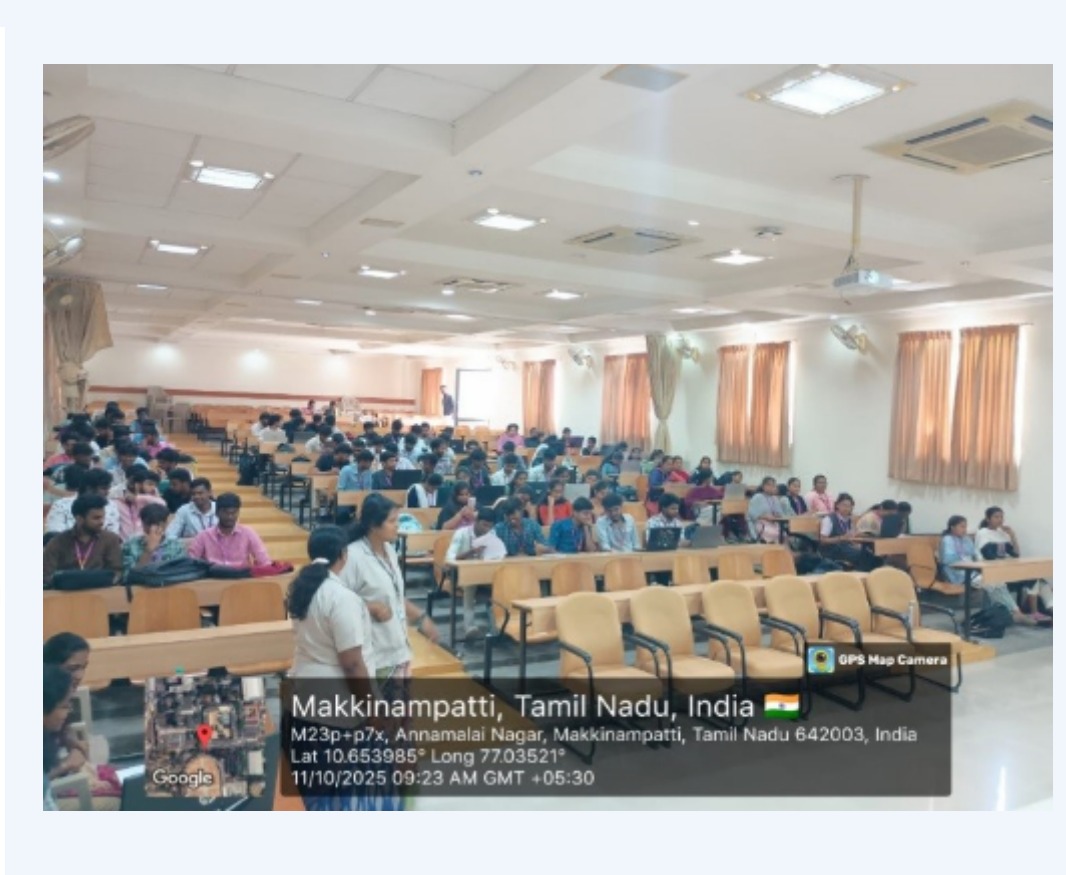 GPS Map Camera
Makkinampatti, Tamil Nadu, India
M23p+p7x, Annamalai Nagar, Makkinampatti, Tamil Nadu 642003, India
Lat 10.653985° Long 77.03521°
11/10/2025 09:23 AM GMT +05:30
Google